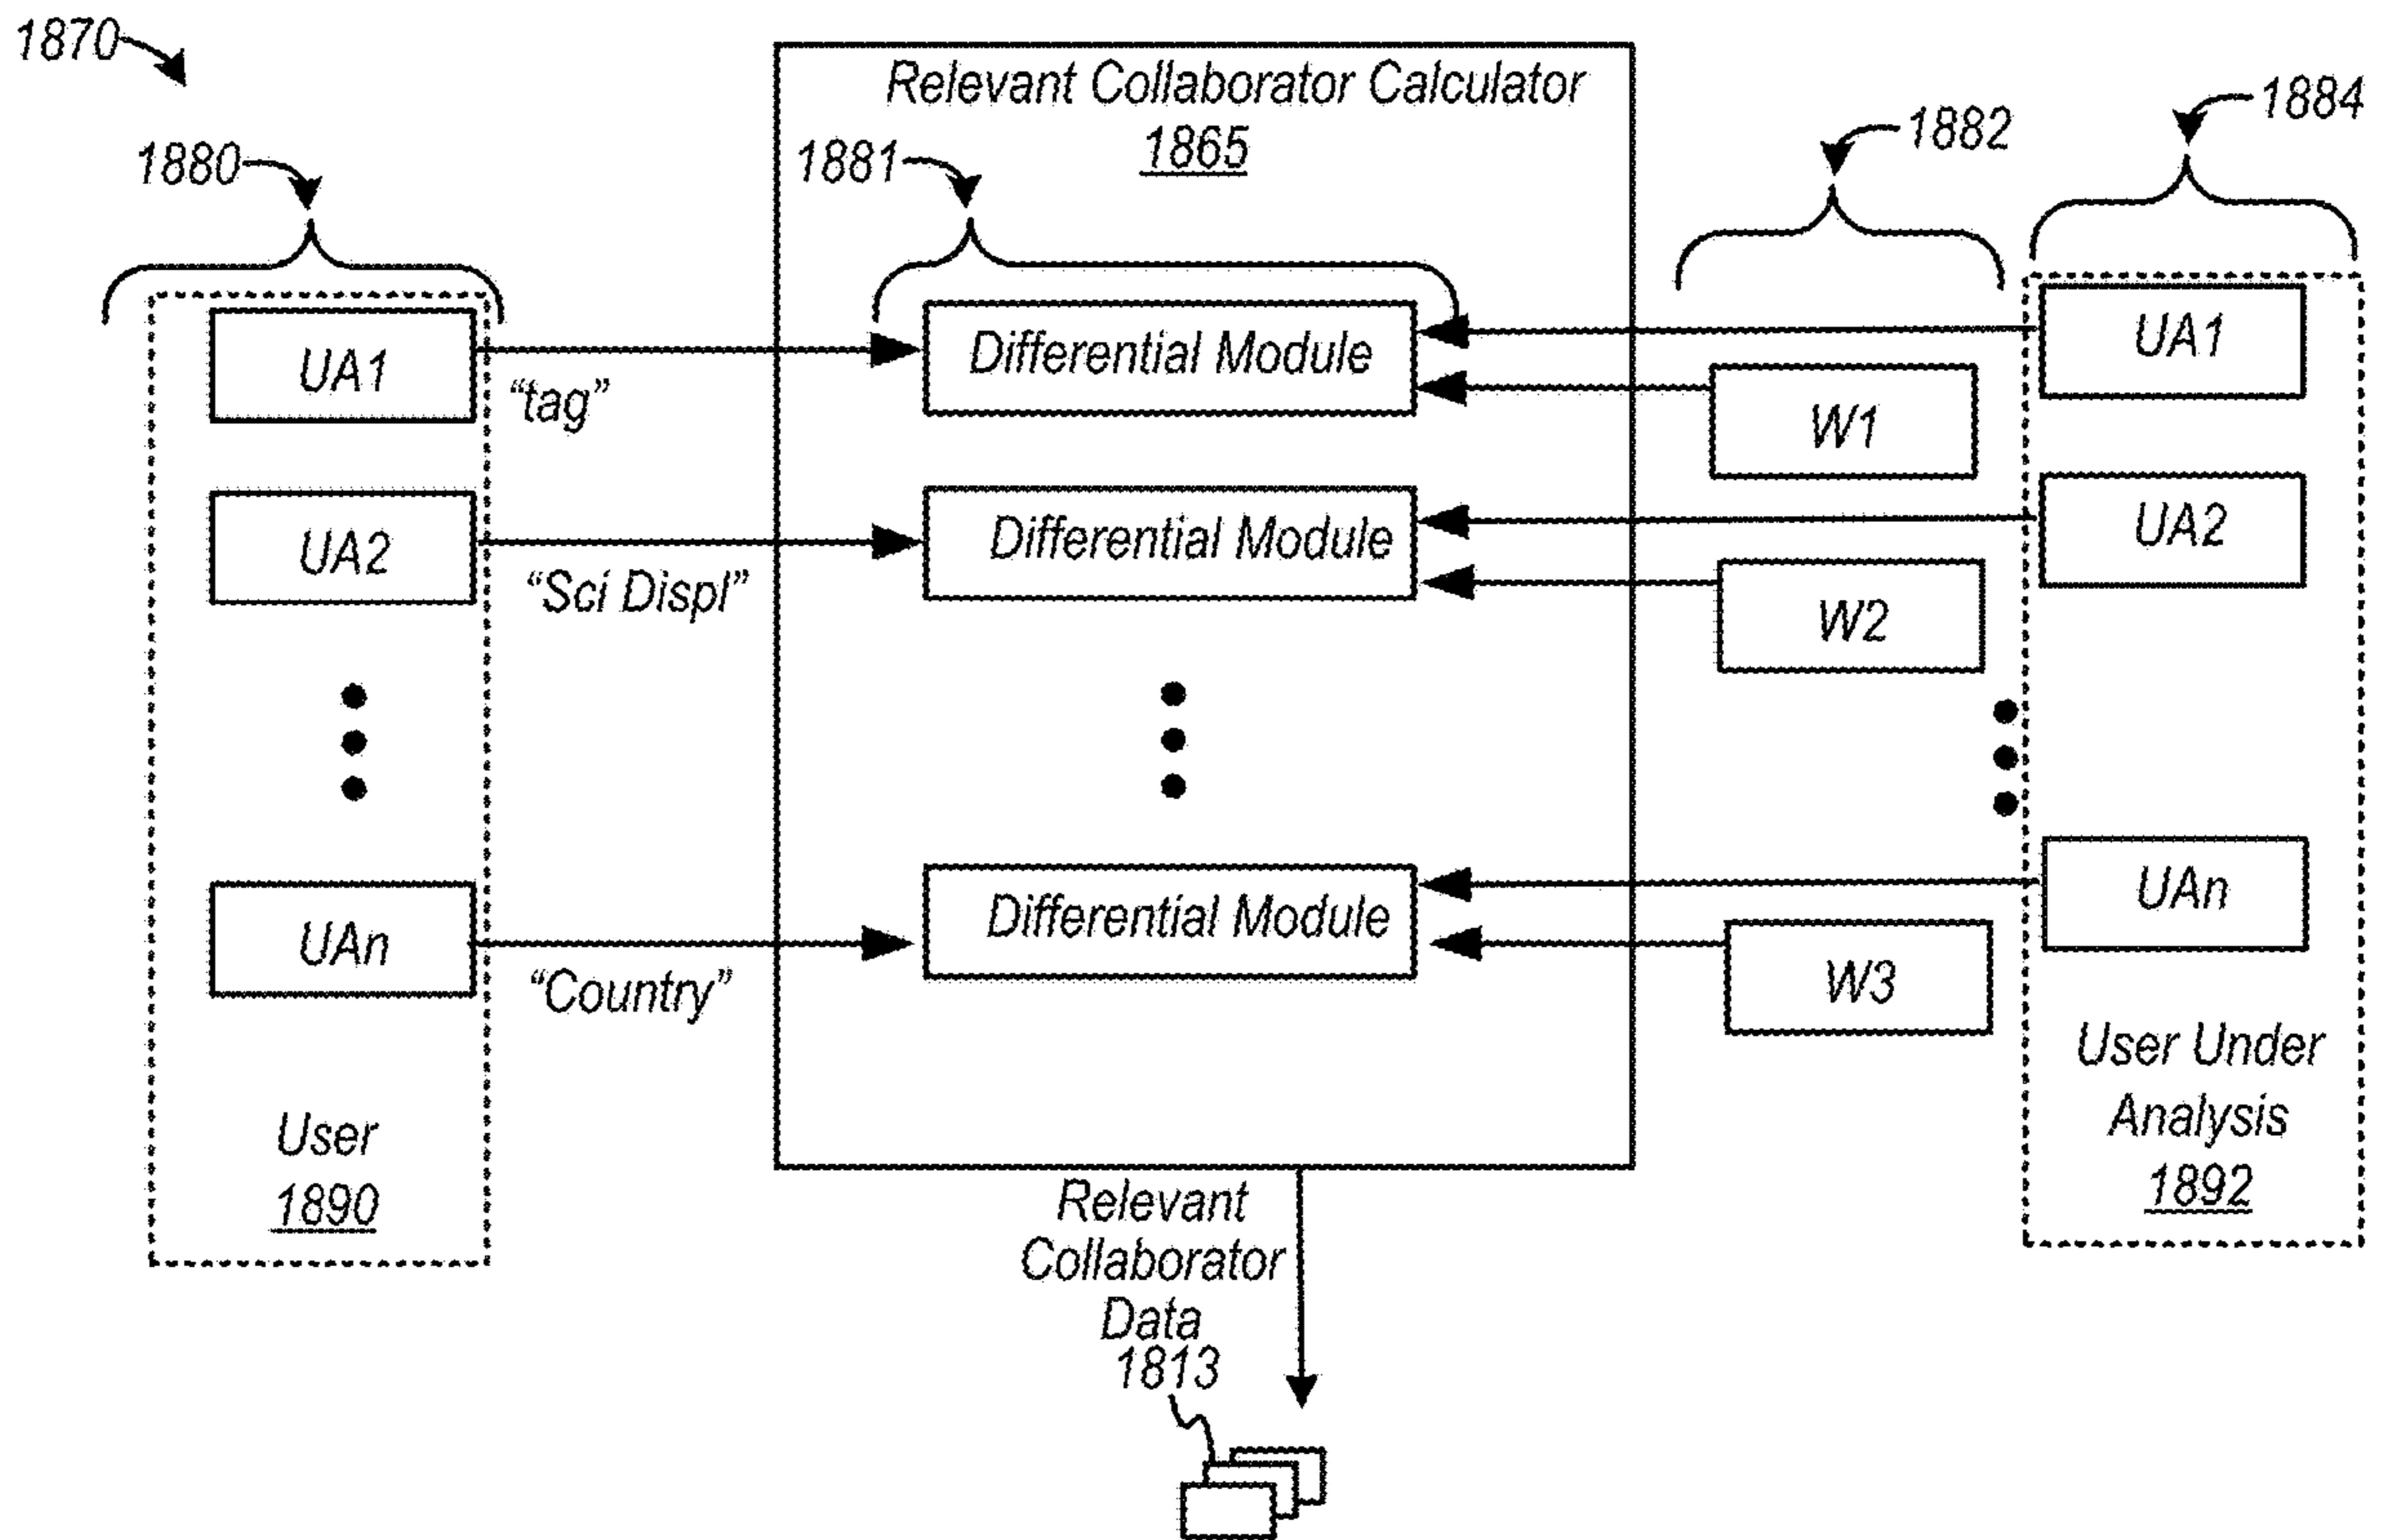 1870
Relevant Collaborator Calculator
1865
1880
1881
1882
1884
UA1
"tag"
Differential Module
UA1
W1
UA2
"Sci Displ"
Differential Module
UA2
W2
UAn
"Country"
Differential Module
UAn
W3
User
1890
User Under
Analysis
1892
Relevant
Collaborator
Data
1813